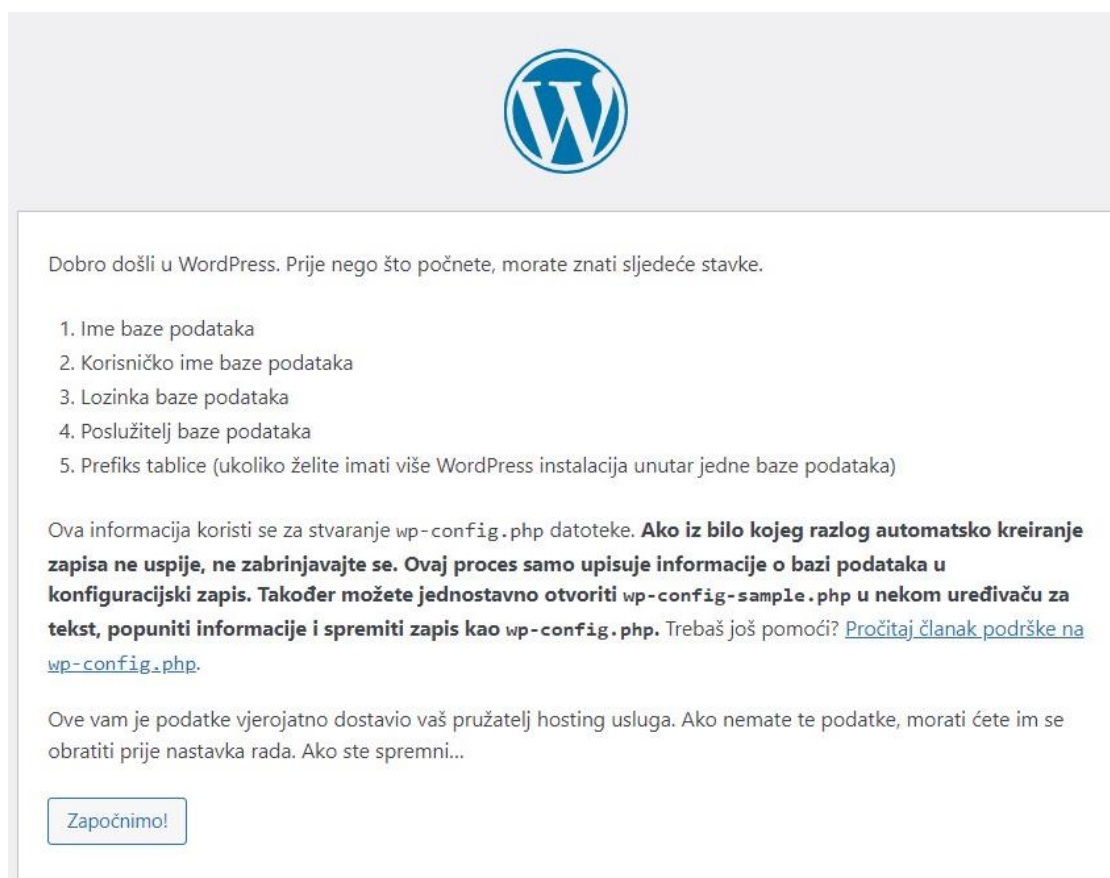 Dobro došli u WordPress. Prije nego što počnete, morate znati sljedeće stavke.
1. Ime baze podataka
2. Korisničko ime baze podataka
3. Lozinka baze podataka
4. Poslužitelj baze podataka
5. Prefiks tablice (ukoliko želite imati više WordPress instalacija unutar jedne baze podataka)
Ova informacija koristi se za stvaranje wp-config.php datoteke. Ako iz bilo kojeg razlog automatsko kreiranje
zapisa ne uspije, ne zabrinjavajte se. Ovaj proces samo upisuje informacije o bazi podataka u
konfiguracijski zapis. Također možete jednostavno otvoriti wp-config-sample.php u nekom uređivaču za
tekst, popuniti informacije i spremiti zapis kao wp-config.php. Trebaš još pomoći? Pročitaj članak podrške na
wp-config.php.
Ove vam je podatke vjerojatno dostavio vaš pružatelj hosting usluga. Ako nemate te podatke, morati ćete im se
obratiti prije nastavka rada. Ako ste spremni...
Započnimo!